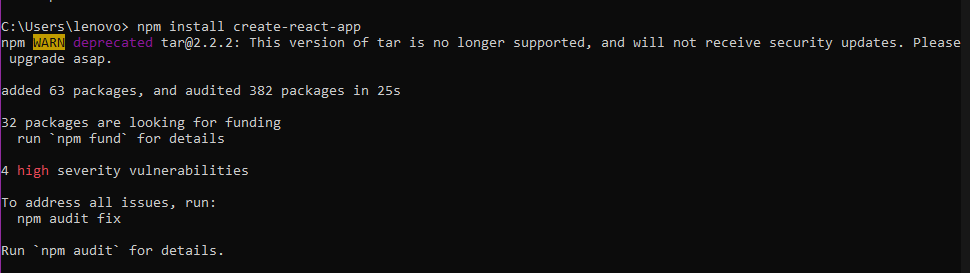 C:\Users\lenovo> npm install create-react-app
npm WARN deprecated tar@2.2.2: This version of tar is no longer supported, and will not receive security updates. Please
 upgrade asap.
added 63 packages, and audited 382 packages in 25s
32 packages are looking for funding
  run `npm fund` for details
4 high severity vulnerabilities
To address all issues, run:
  npm audit fix
Run `npm audit` for details.